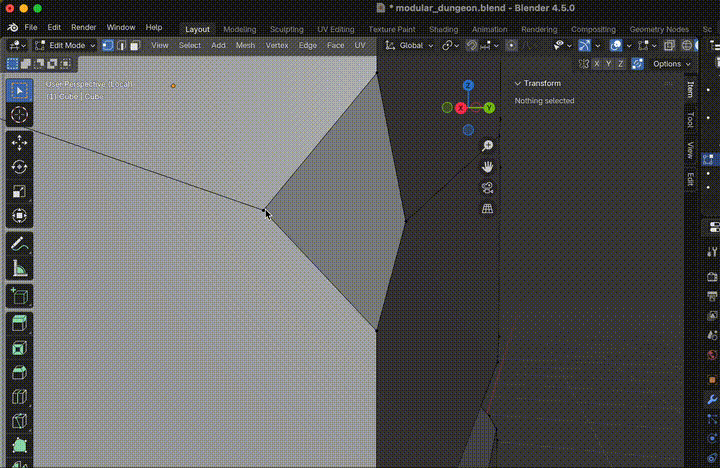 * modular_dungeon.blend - Blender 4.5.0
File Edit Render Window Help Layout Modeling Sculpting UV Editing Texture Paint Shading Animation Rendering Compositing Geometry Nodes Sc
Edit Mode View Select Add Mesh Vertex Edge Face UV Global
X Y Z Options
User Perspective (Local)
(1) Cube | Cube
Transform
Nothing selected
Z
X
Y
Item
Tool
View
Edit